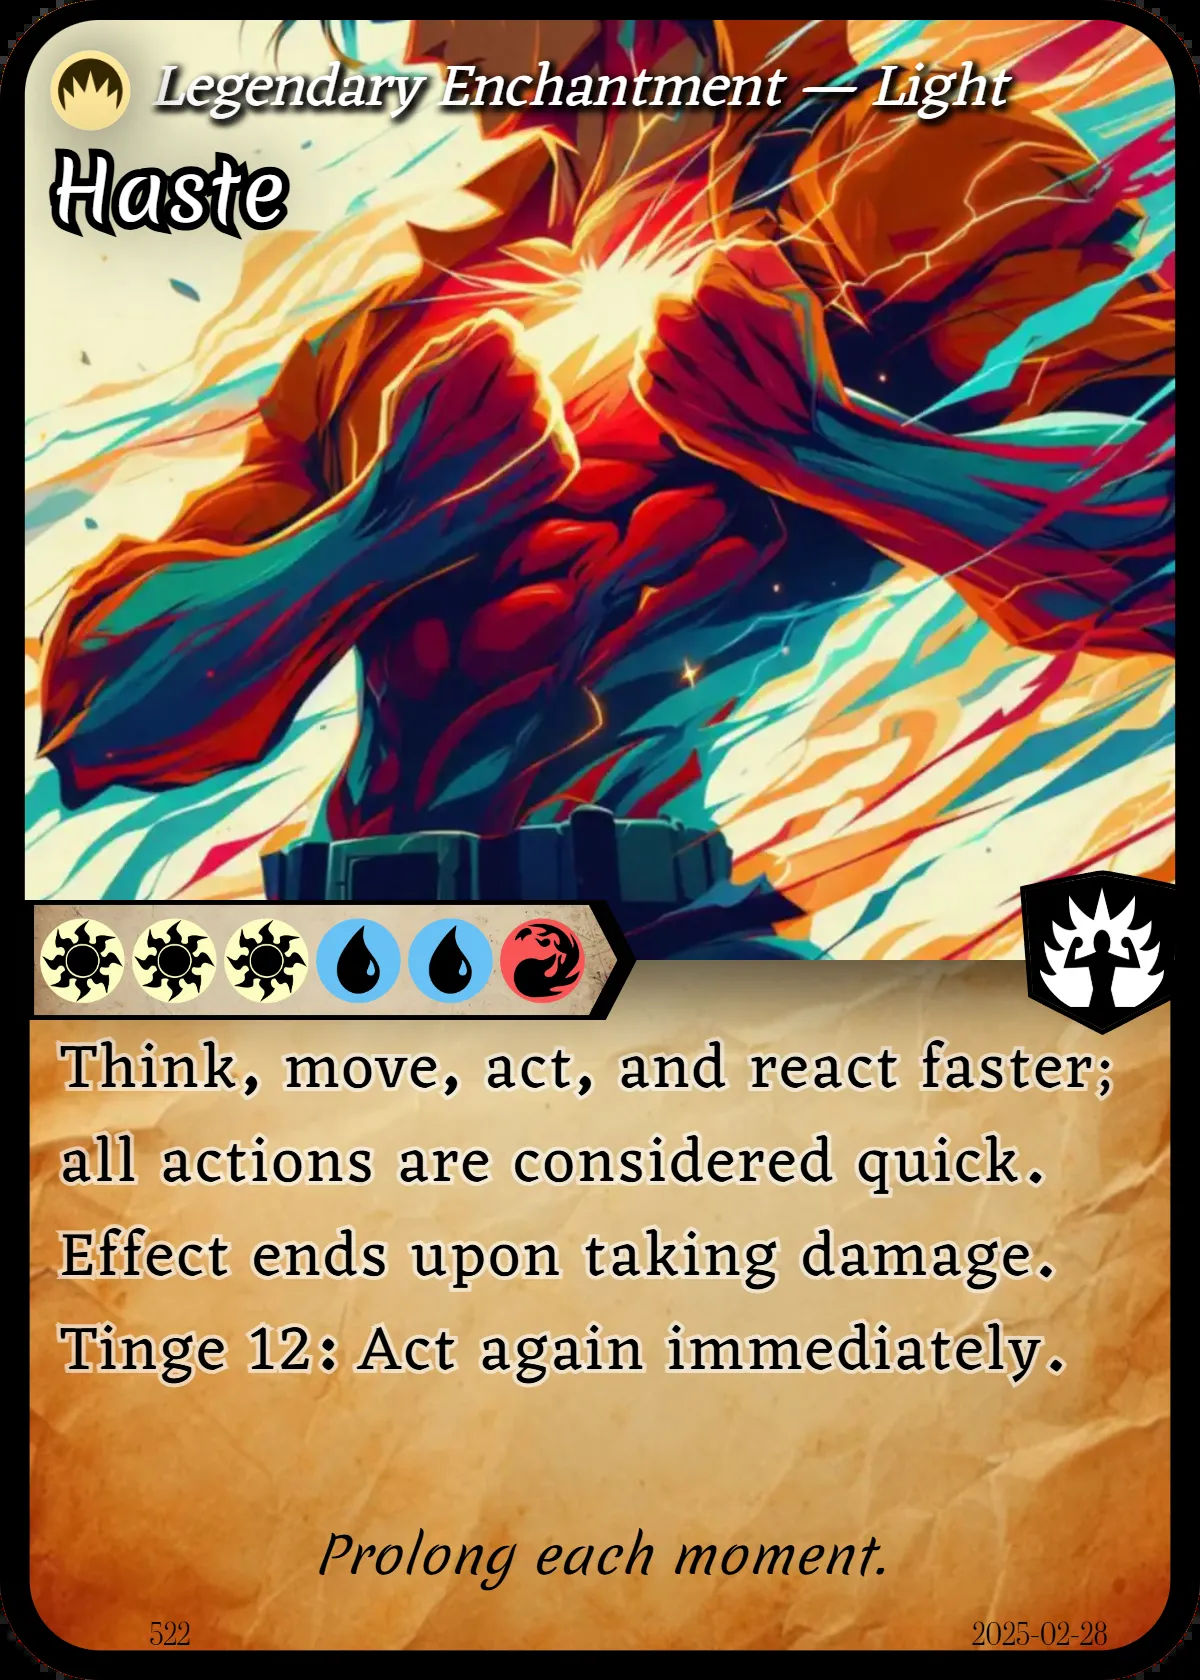 Legendary Enchantment — Light
Haste
Think, move, act, and react faster;
all actions are considered quick.
Effect ends upon taking damage.
Tinge 12: Act again immediately.
Prolong each moment.
522
2025-02-28